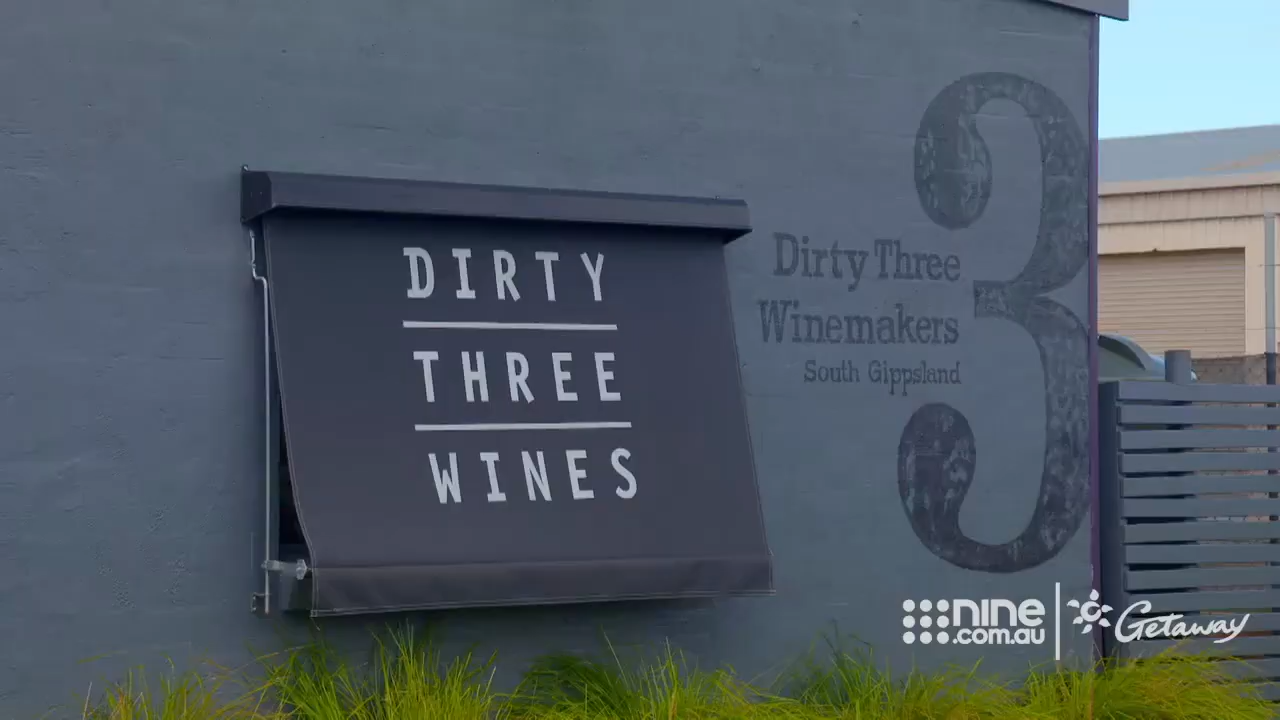 DIRTY
THREE
WINES
Dirty Three
Winemakers
South Gippsland
3
nine
.com.au
Getaway